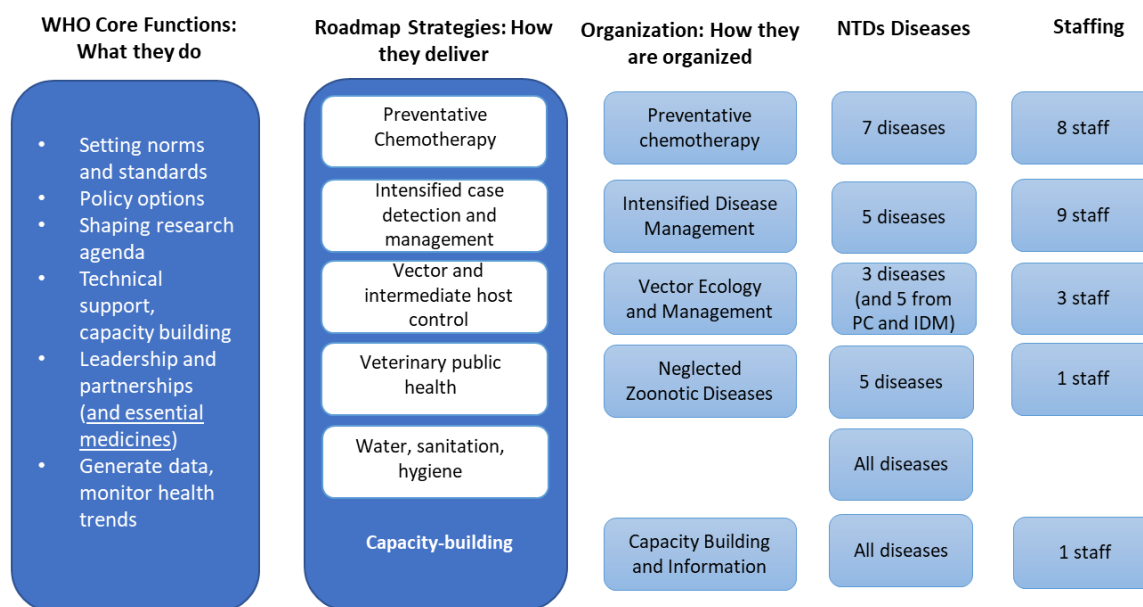 WHO Core Functions:
What they do
Roadmap Strategies: How
they deliver
Organization: How they
are organized
NTDs Diseases
Staffing
• Setting norms
and standards
• Policy options
• Shaping research
agenda
• Technical
support,
capacity building
• Leadership and
partnerships
(and essential
medicines)
• Generate data,
monitor health
trends
Preventative
Chemotherapy
Intensified case
detection and
management
Vector and
intermediate host
control
Veterinary public
health
Water, sanitation,
hygiene
Capacity-building
Preventative
chemotherapy
Intensified Disease
Management
Vector Ecology
and Management
Neglected
Zoonotic Diseases
Capacity Building
and Information
7 diseases
5 diseases
3 diseases
(and 5 from
PC and IDM)
5 diseases
All diseases
All diseases
8 staff
9 staff
3 staff
1 staff
1 staff